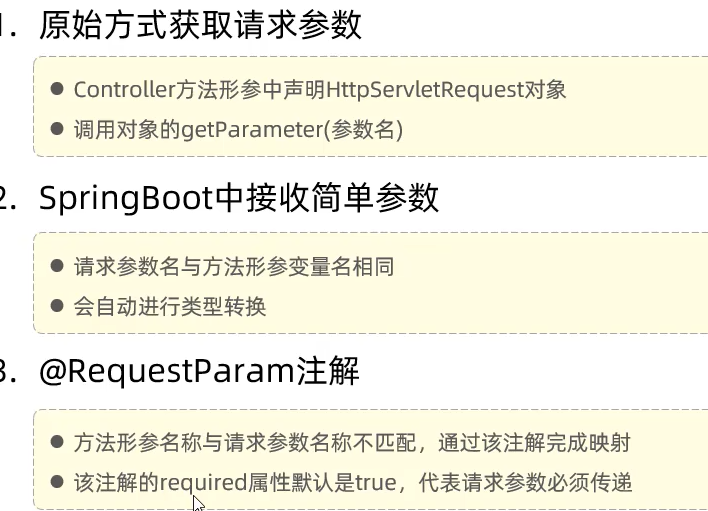 1. 原始方式获取请求参数
● Controller方法形参中声明HttpServletRequest对象
● 调用对象的getParameter(参数名)
2. SpringBoot中接收简单参数
● 请求参数名与方法形参变量名相同
● 会自动进行类型转换
3. @RequestParam注解
● 方法形参名称与请求参数名称不匹配，通过该注解完成映射
● 该注解的required属性默认是true，代表请求参数必须传递